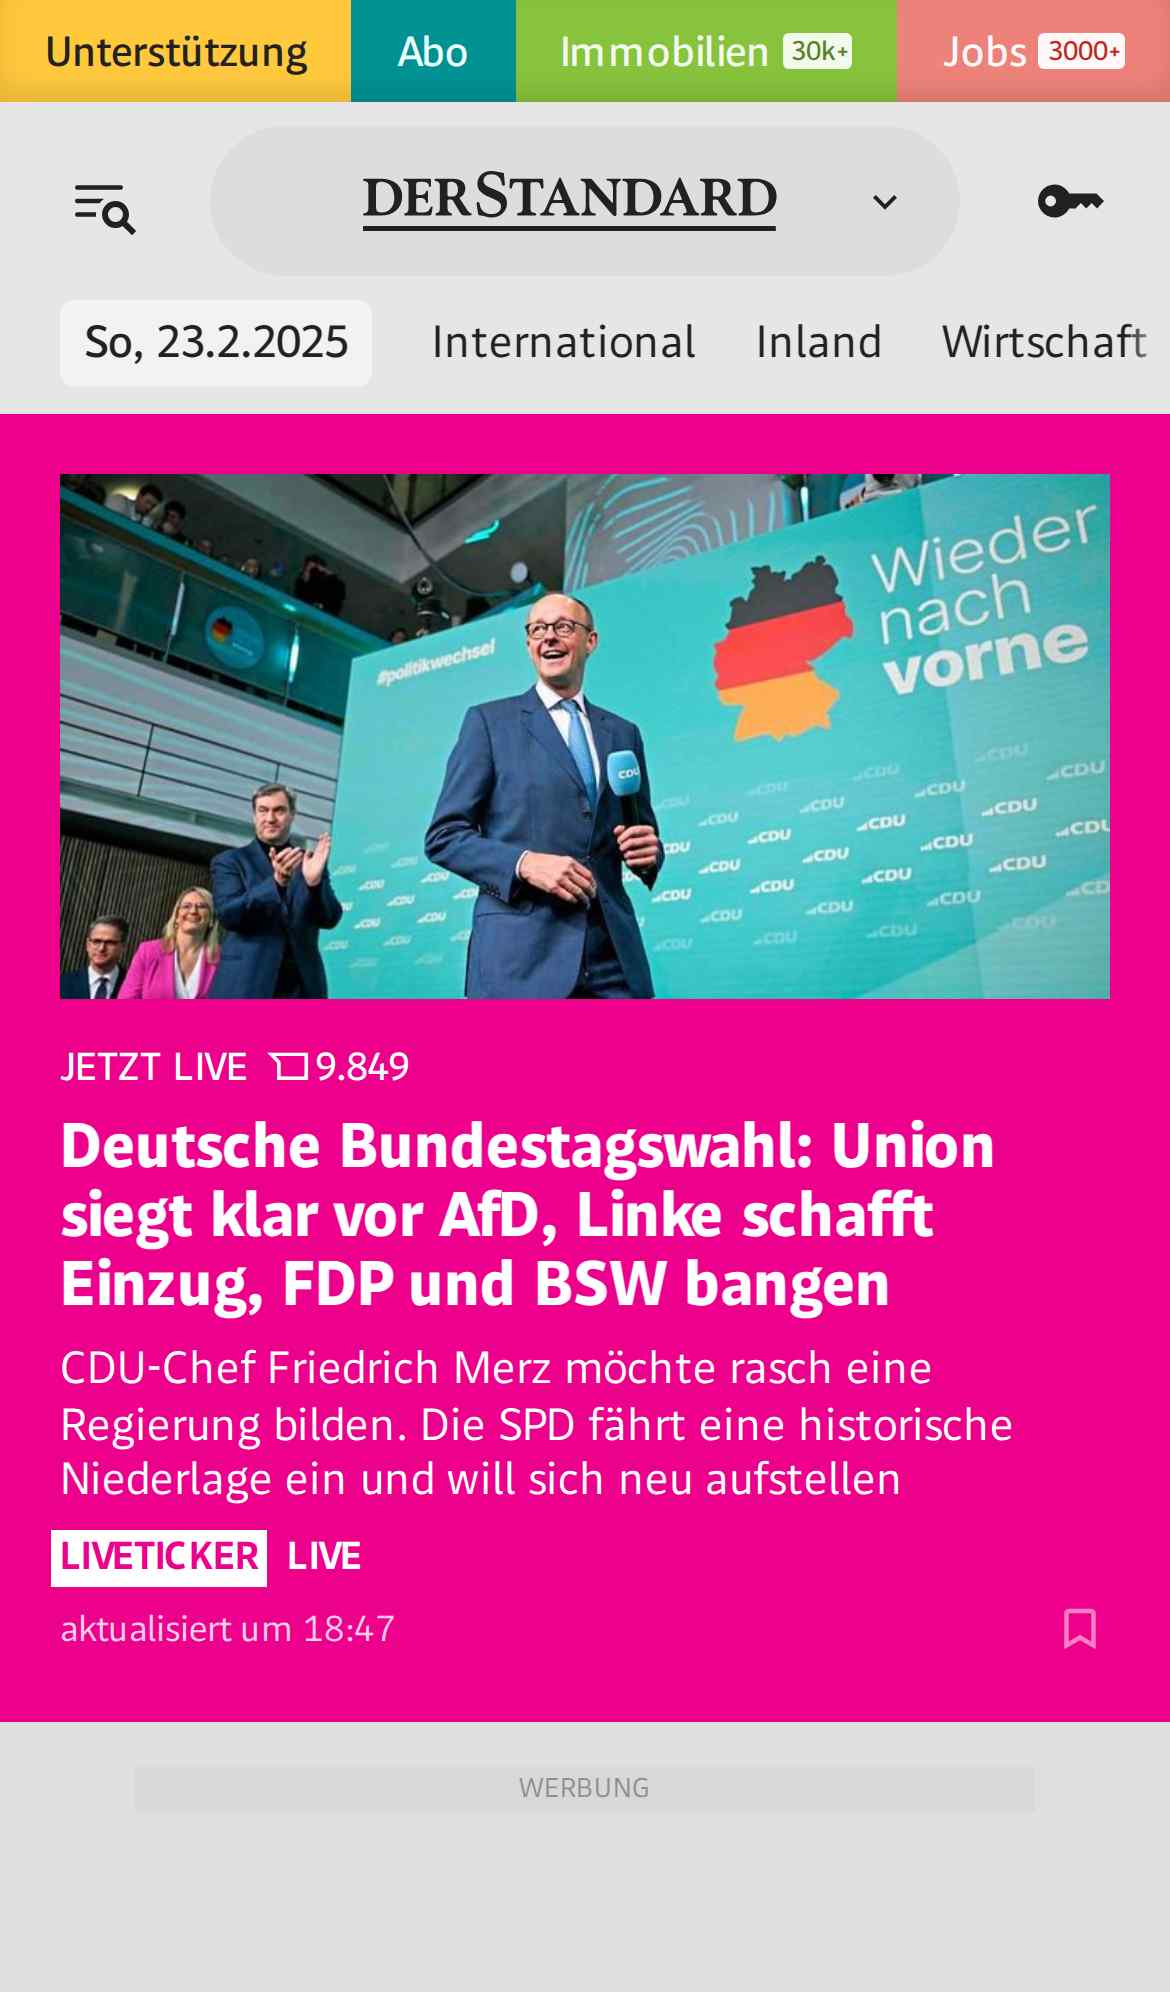 Unterstützung Abo Immobilien 30k+ Jobs 3000+
DERSTANDARD
So, 23.2.2025 International Inland Wirtschaft
Wieder
nach
vorne
#politikwechsel
CDU
JETZT LIVE 9.849
Deutsche Bundestagswahl: Union
siegt klar vor AfD, Linke schafft
Einzug, FDP und BSW bangen
CDU-Chef Friedrich Merz möchte rasch eine
Regierung bilden. Die SPD fährt eine historische
Niederlage ein und will sich neu aufstellen
LIVETICKER LIVE
aktualisiert um 18:47
WERBUNG